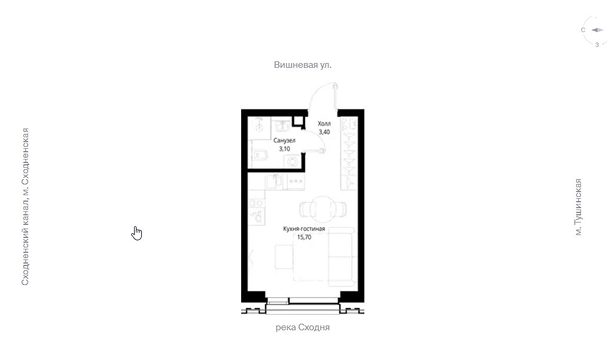 С
З
Вишневая ул.
Холл
3,40
Санузел
3,10
Сходненский канал, м. Сходненская
м. Тушинская
Кухня-гостиная
15,70
река Сходня